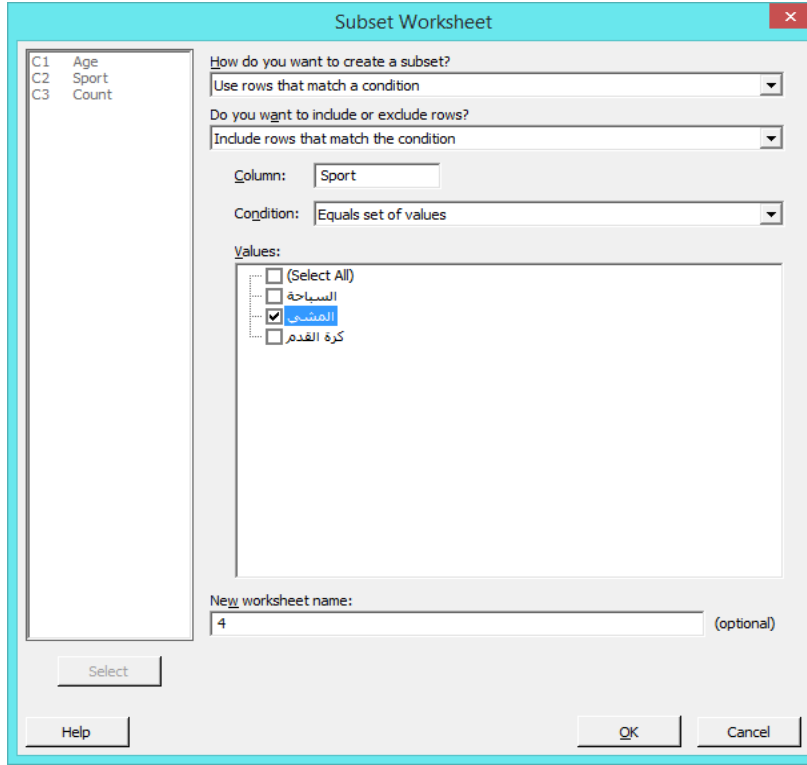 Subset Worksheet
C1 Age
C2 Sport
C3 Count
How do you want to create a subset?
Use rows that match a condition
Do you want to include or exclude rows?
Include rows that match the condition
Column: Sport
Condition: Equals set of values
Values:
(Select All)
السباحة
المشي
كرة القدم
New worksheet name:
4 (optional)
Select
Help OK Cancel